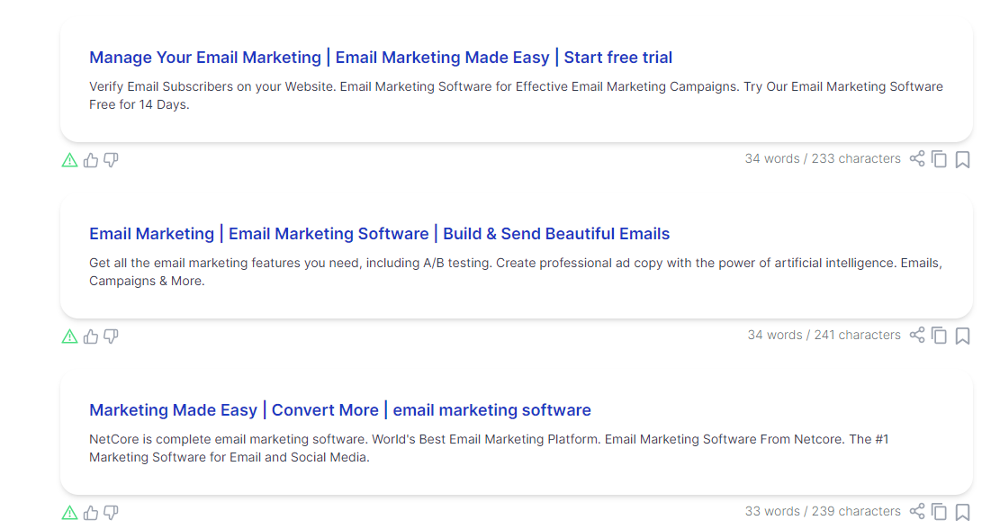 Manage Your Email Marketing | Email Marketing Made Easy | Start free trial
Verify Email Subscribers on your Website. Email Marketing Software for Effective Email Marketing Campaigns. Try Our Email Marketing Software
Free for 14 Days.
34 words / 233 characters
Email Marketing | Email Marketing Software | Build & Send Beautiful Emails
Get all the email marketing features you need, including A/B testing. Create professional ad copy with the power of artificial intelligence. Emails,
Campaigns & More.
34 words / 241 characters
Marketing Made Easy | Convert More | email marketing software
NetCore is complete email marketing software. World's Best Email Marketing Platform. Email Marketing Software From Netcore. The #1
Marketing Software for Email and Social Media.
33 words / 239 characters